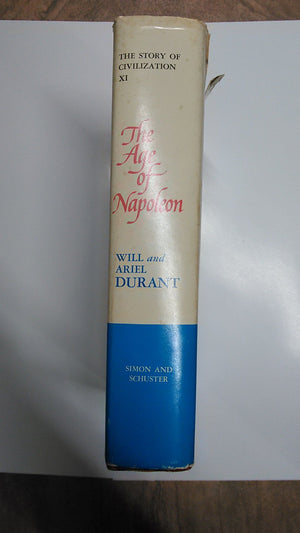 THE STORY OF
CIVILIZATION
XI
The
Age
of
Napoleon
WILL and
ARIEL
DURANT
SIMON AND
SCHUSTER